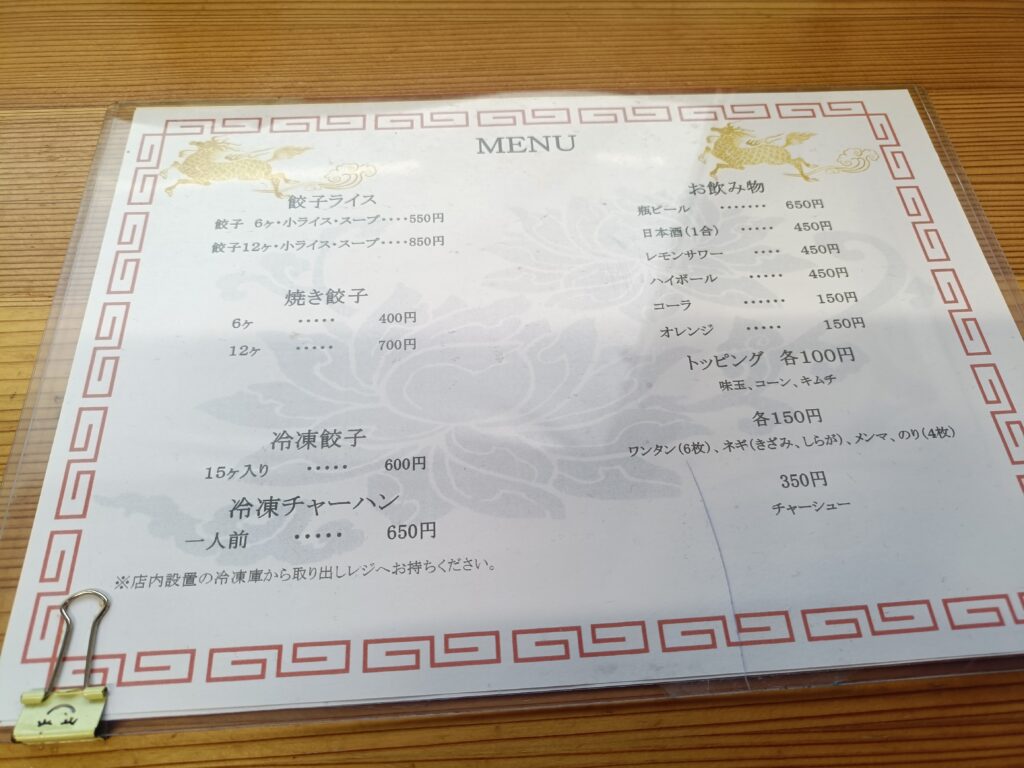 MENU
餃子ライス
餃子 6ヶ・小ライス・スープ・・・・550円
餃子12ヶ・小ライス・スープ・・・・850円
焼き餃子
6ヶ ・・・・・ 400円
12ヶ ・・・・・ 700円
冷凍餃子
15ヶ入り ・・・・・ 600円
冷凍チャーハン
一人前 ・・・・・ 650円
※店内設置の冷凍庫から取り出しレジへお持ちください。
お飲み物
瓶ビール ・・・・・・・ 650円
日本酒(1合) ・・・・・ 450円
レモンサワー ・・・・ 450円
ハイボール ・・・・・ 450円
コーラ ・・・・・・ 150円
オレンジ ・・・・・ 150円
トッピング 各100円
味玉、コーン、キムチ
各150円
ワンタン(6枚)、ネギ(きざみ、しらが)、メンマ、のり(4枚)
350円
チャーシュー